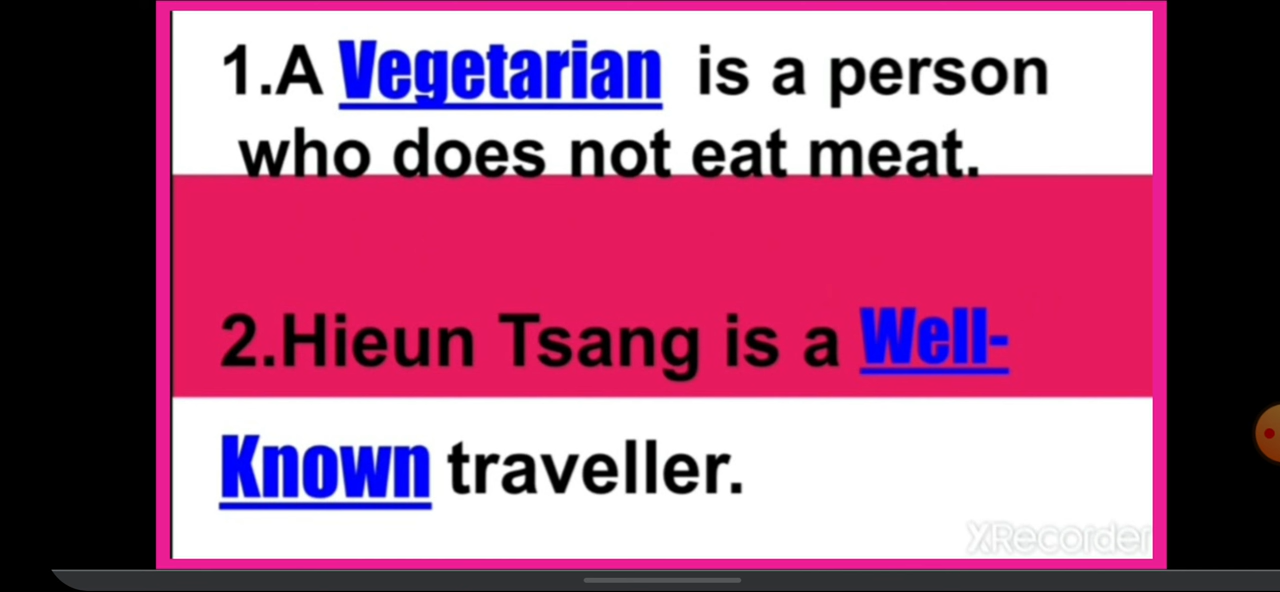 1.A Vegetarian is a person
who does not eat meat.
2.Hieun Tsang is a Well-
Known traveller.
XRecorder